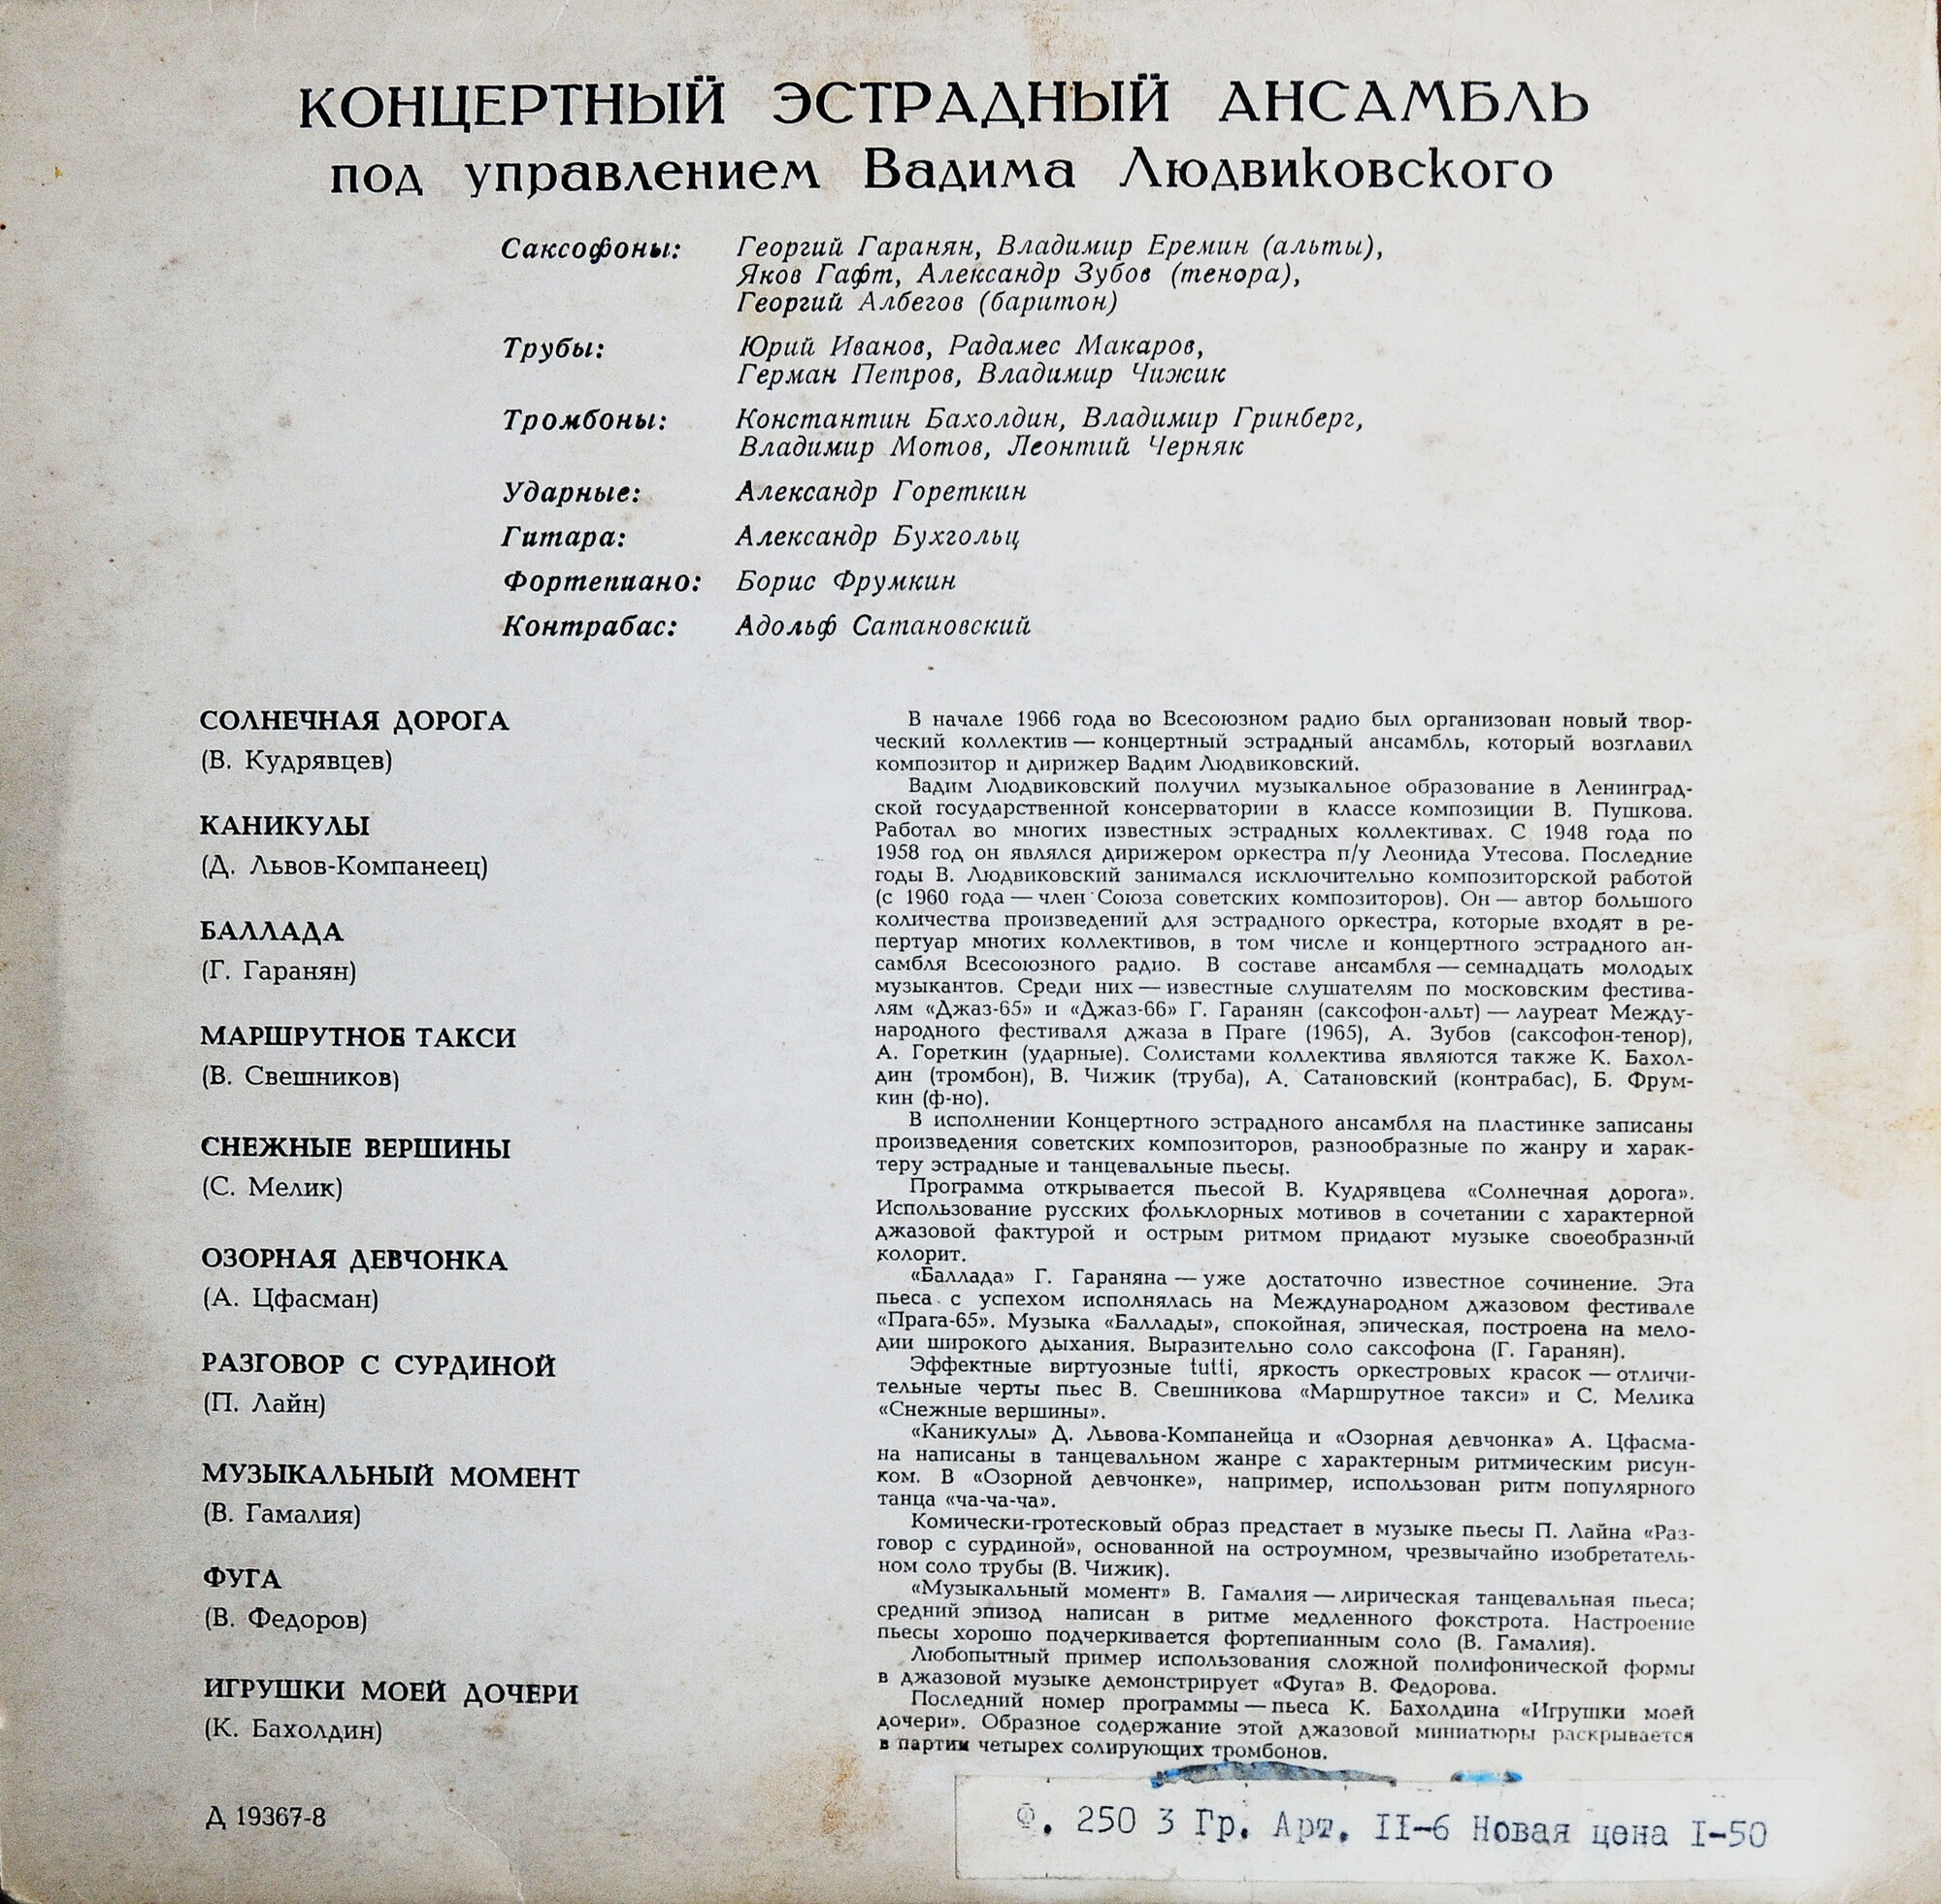 КОНЦЕРТНЫЙ ЭСТРАДНЫЙ АНСАМБЛЬ
под управлением Вадима Людвиковского
Саксофоны: Георгий Гаранян, Владимир Еремин (альты),
Яков Гафт, Александр Зубов (тенора),
Георгий Албегов (баритон)
Трубы: Юрий Иванов, Радамес Макаров,
Герман Петров, Владимир Чижик
Тромбоны: Константин Бахолдин, Владимир Гринберг,
Владимир Мотов, Леонтий Черняк
Ударные: Александр Гореткин
Гитара: Александр Бухгольц
Фортепиано: Борис Фрумкин
Контрабас: Адольф Сатановский
СОЛНЕЧНАЯ ДОРОГА
(В. Кудрявцев)
КАНИКУЛЫ
(Д. Львов-Компанеец)
БАЛЛАДА
(Г. Гаранян)
МАРШРУТНОЕ ТАКСИ
(В. Свешников)
СНЕЖНЫЕ ВЕРШИНЫ
(С. Мелик)
ОЗОРНАЯ ДЕВЧОНКА
(А. Цфасман)
РАЗГОВОР С СУРДИНОЙ
(П. Лайн)
МУЗЫКАЛЬНЫЙ МОМЕНТ
(В. Гамалия)
ФУГА
(В. Федоров)
ИГРУШКИ МОЕЙ ДОЧЕРИ
(К. Бахолдин)
Д 19367-8
В начале 1966 года во Всесоюзном радио был организован новый твор-
ческий коллектив — концертный эстрадный ансамбль, который возглавил
композитор и дирижер Вадим Людвиковский.
Вадим Людвиковский получил музыкальное образование в Ленинград-
ской государственной консерватории в классе композиции В. Пушкова.
Работал во многих известных эстрадных коллективах. С 1948 года по
1958 год он являлся дирижером оркестра п/у Леонида Утесова. Последние
годы В. Людвиковский занимался исключительно композиторской работой
(с 1960 года — член Союза советских композиторов). Он — автор большого
количества произведений для эстрадного оркестра, которые входят в ре-
пертуар многих коллективов, в том числе и концертного эстрадного ан-
самбля Всесоюзного радио. В составе ансамбля — семнадцать молодых
музыкантов. Среди них — известные слушателям по московским фестива-
лям «Джаз-65» и «Джаз-66» Г. Гаранян (саксофон-альт) — лауреат Между-
народного фестиваля джаза в Праге (1965), А. Зубов (саксофон-тенор),
А. Гореткин (ударные). Солистами коллектива являются также К. Бахол-
дин (тромбон), В. Чижик (труба), А. Сатановский (контрабас), Б. Фрум-
кин (ф-но).
В исполнении Концертного эстрадного ансамбля на пластинке записаны
произведения советских композиторов, разнообразные по жанру и харак-
теру эстрадные и танцевальные пьесы.
Программа открывается пьесой В. Кудрявцева «Солнечная дорога».
Использование русских фольклорных мотивов в сочетании с характерной
джазовой фактурой и острым ритмом придают музыке своеобразный
колорит.
«Баллада» Г. Гараняна — уже достаточно известное сочинение. Эта
пьеса с успехом исполнялась на Международном джазовом фестивале
«Прага-65». Музыка «Баллады», спокойная, эпическая, построена на мело-
дии широкого дыхания. Выразительно соло саксофона (Г. Гаранян).
Эффектные виртуозные tutti, яркость оркестровых красок — отличи-
тельные черты пьес В. Свешникова «Маршрутное такси» и С. Мелика
«Снежные вершины».
«Каникулы» Д. Львова-Компанейца и «Озорная девчонка» А. Цфасма-
на написаны в танцевальном жанре с характерным ритмическим рисун-
ком. В «Озорной девчонке», например, использован ритм популярного
танца «ча-ча-ча».
Комически-гротесковый образ предстает в музыке пьесы П. Лайна «Раз-
говор с сурдиной», основанной на остроумном, чрезвычайно изобретатель-
ном соло трубы (В. Чижик).
«Музыкальный момент» В. Гамалия — лирическая танцевальная пьеса;
средний эпизод написан в ритме медленного фокстрота. Настроение
пьесы хорошо подчеркивается фортепианным соло (В. Гамалия).
Любопытный пример использования сложной полифонической формы
в джазовой музыке демонстрирует «Фуга» В. Федорова.
Последний номер программы — пьеса К. Бахолдина «Игрушки моей
дочери». Образное содержание этой джазовой миниатюры раскрывается
в партии четырех солирующих тромбонов.
Ф. 250 3 Гр. Арт. II-6 Новая цена I-50